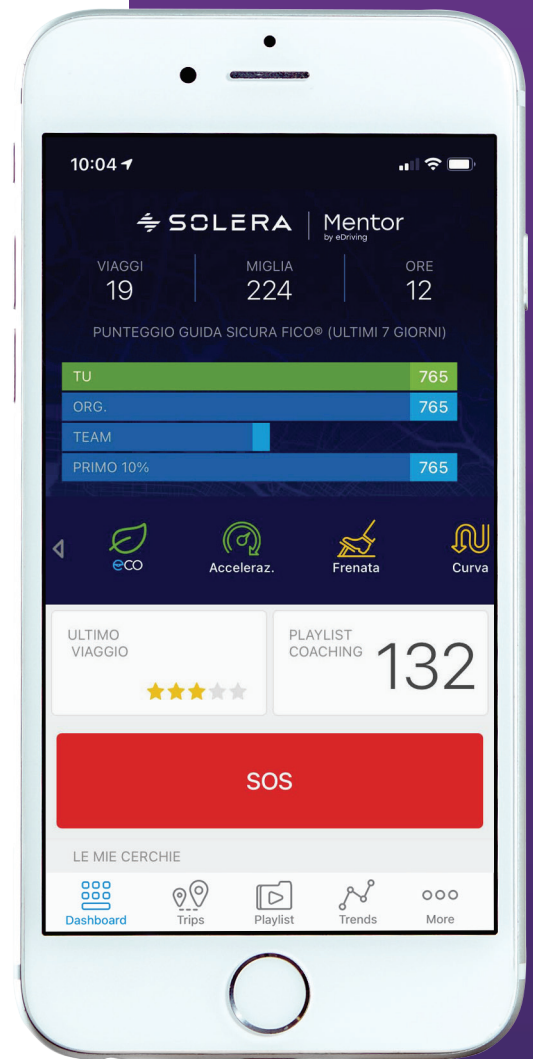 10:04
SOLERA | Mentor
by eDriving
VIAGGI
19
MIGLIA
224
ORE
12
PUNTEGGIO GUIDA SICURA FICO® (ULTIMI 7 GIORNI)
TU 765
ORG. 765
TEAM
PRIMO 10% 765
eco
Acceleraz.
Frenata
Curva
ULTIMO
VIAGGIO
PLAYLIST
COACHING
132
SOS
LE MIE CERCHIE
Dashboard
Trips
Playlist
Trends
More